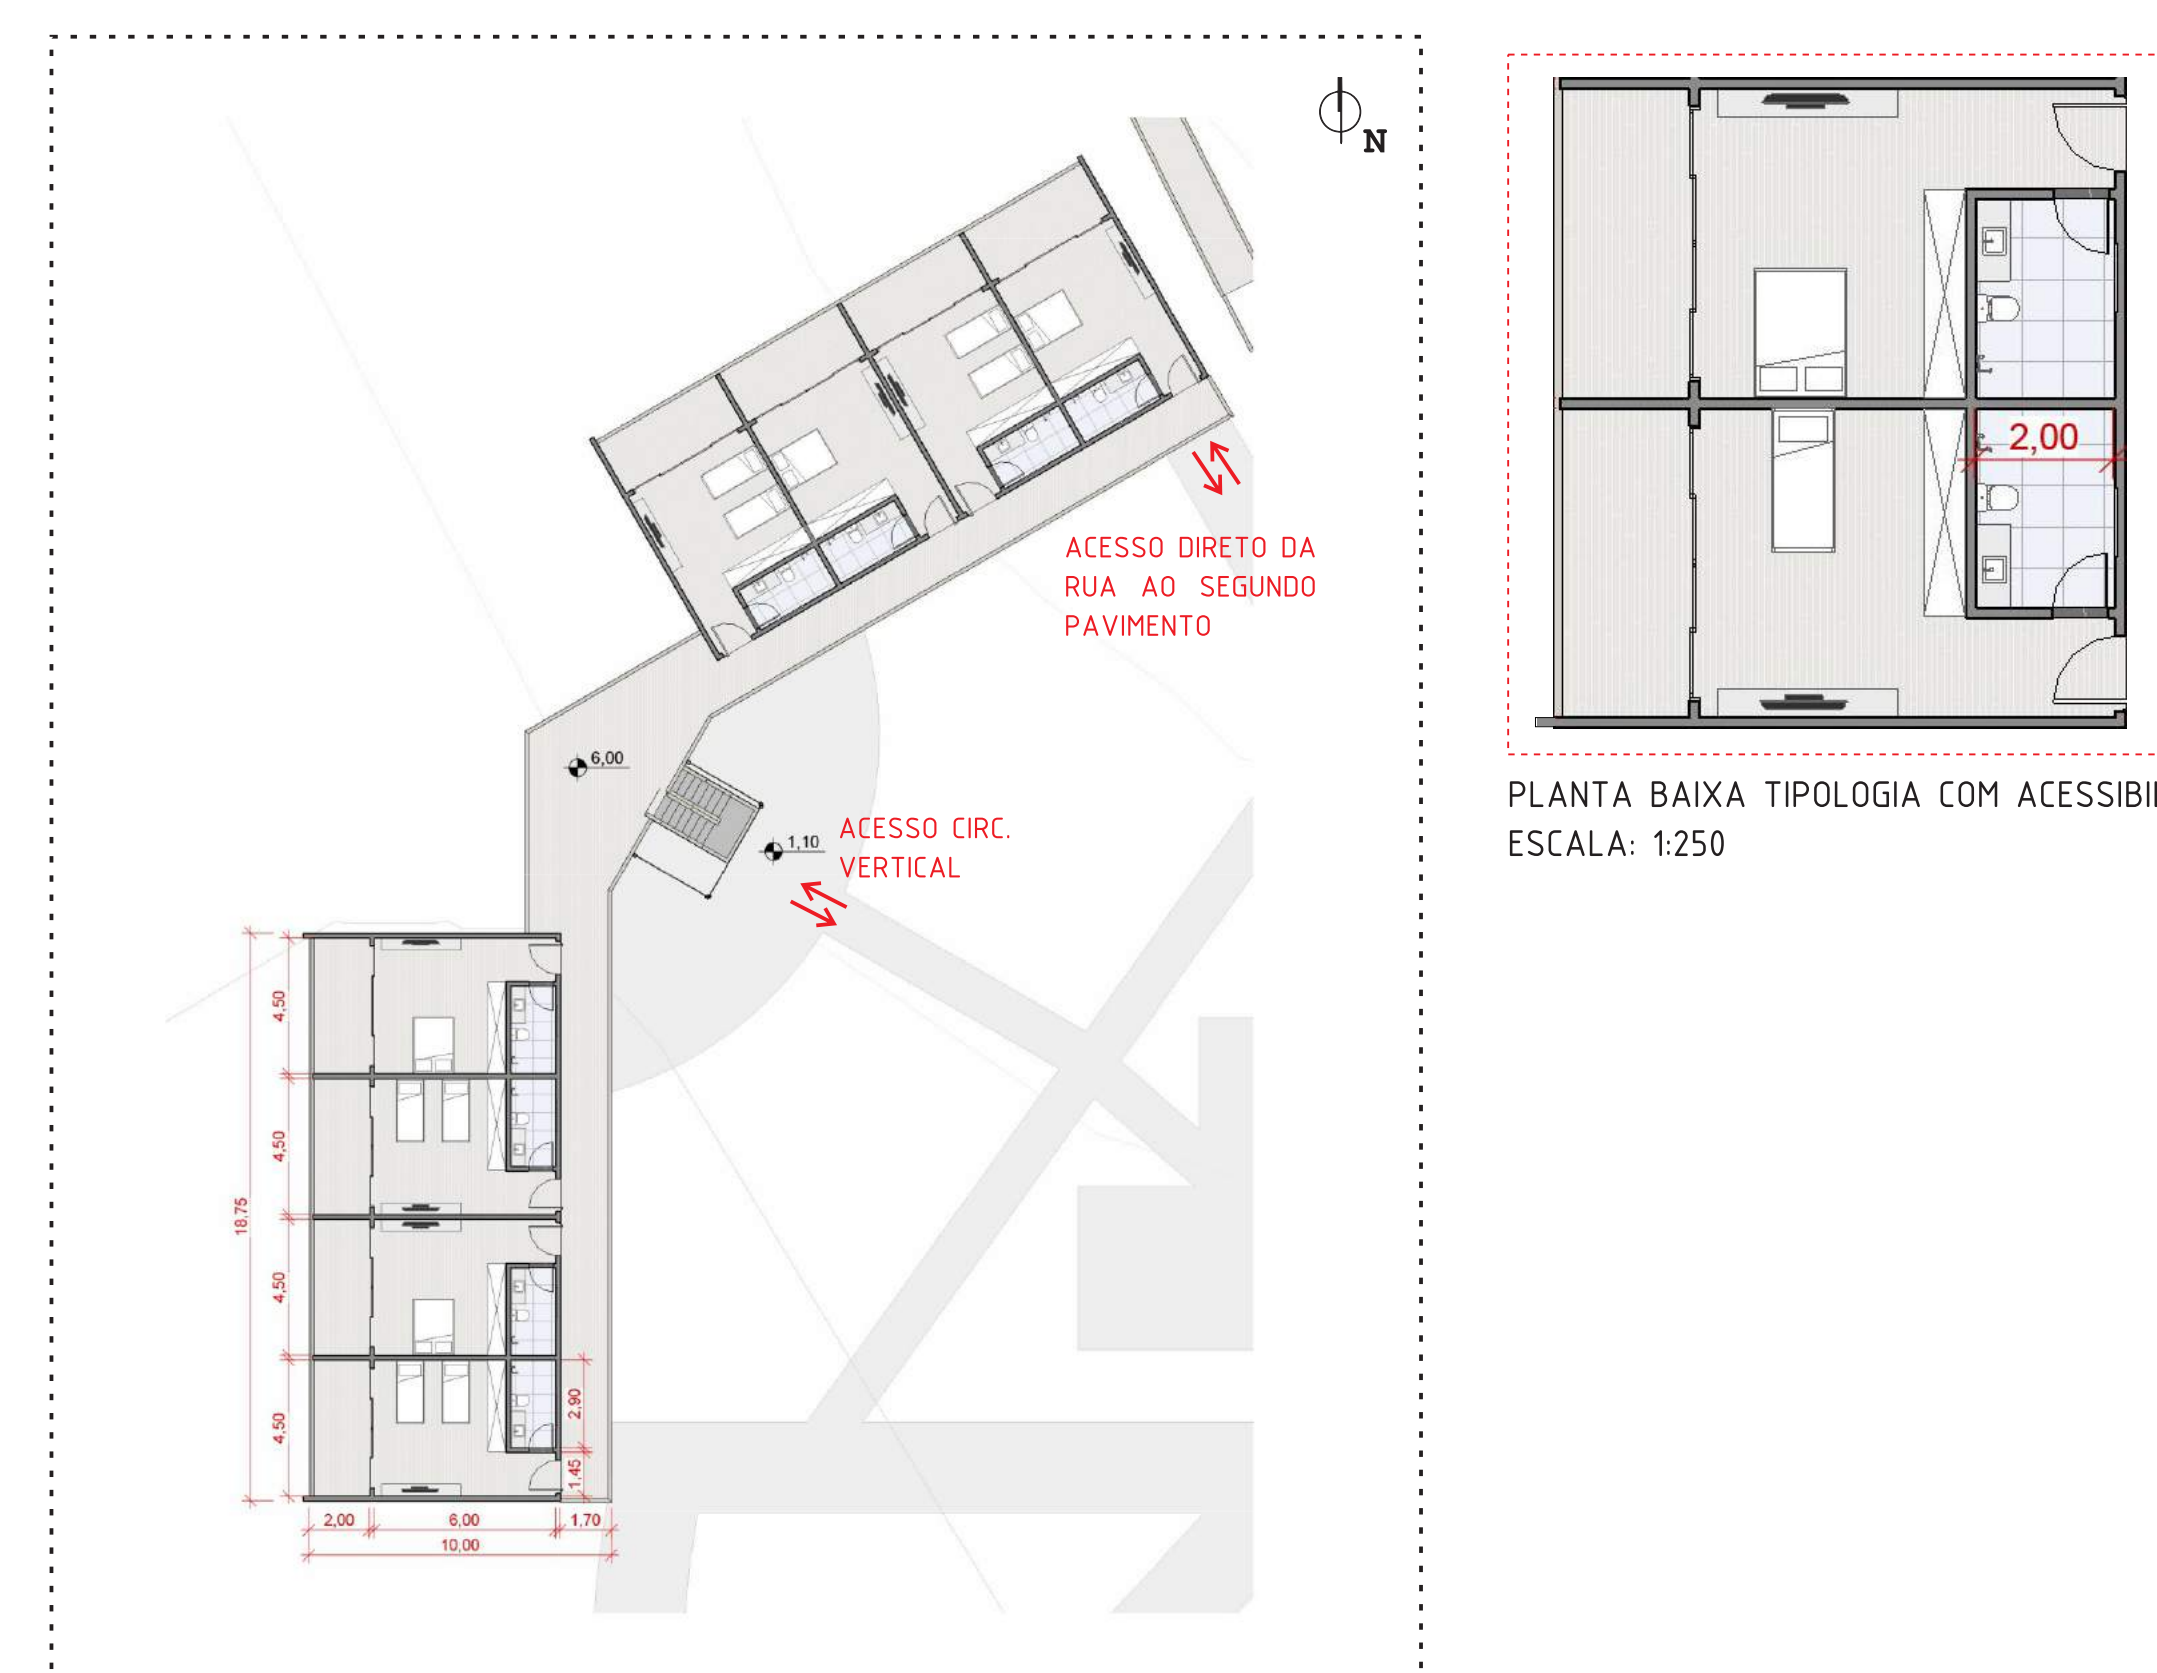 N
ACESSO DIRETO DA
RUA AO SEGUNDO
PAVIMENTO
6,00
1,10
ACESSO CIRC.
VERTICAL
4,50
4,50
18,75
4,50
4,50
2,90
1,45
2,00 6,00 1,70
10,00
2,00
PLANTA BAIXA TIPOLOGIA COM ACESSIBI
ESCALA: 1:250